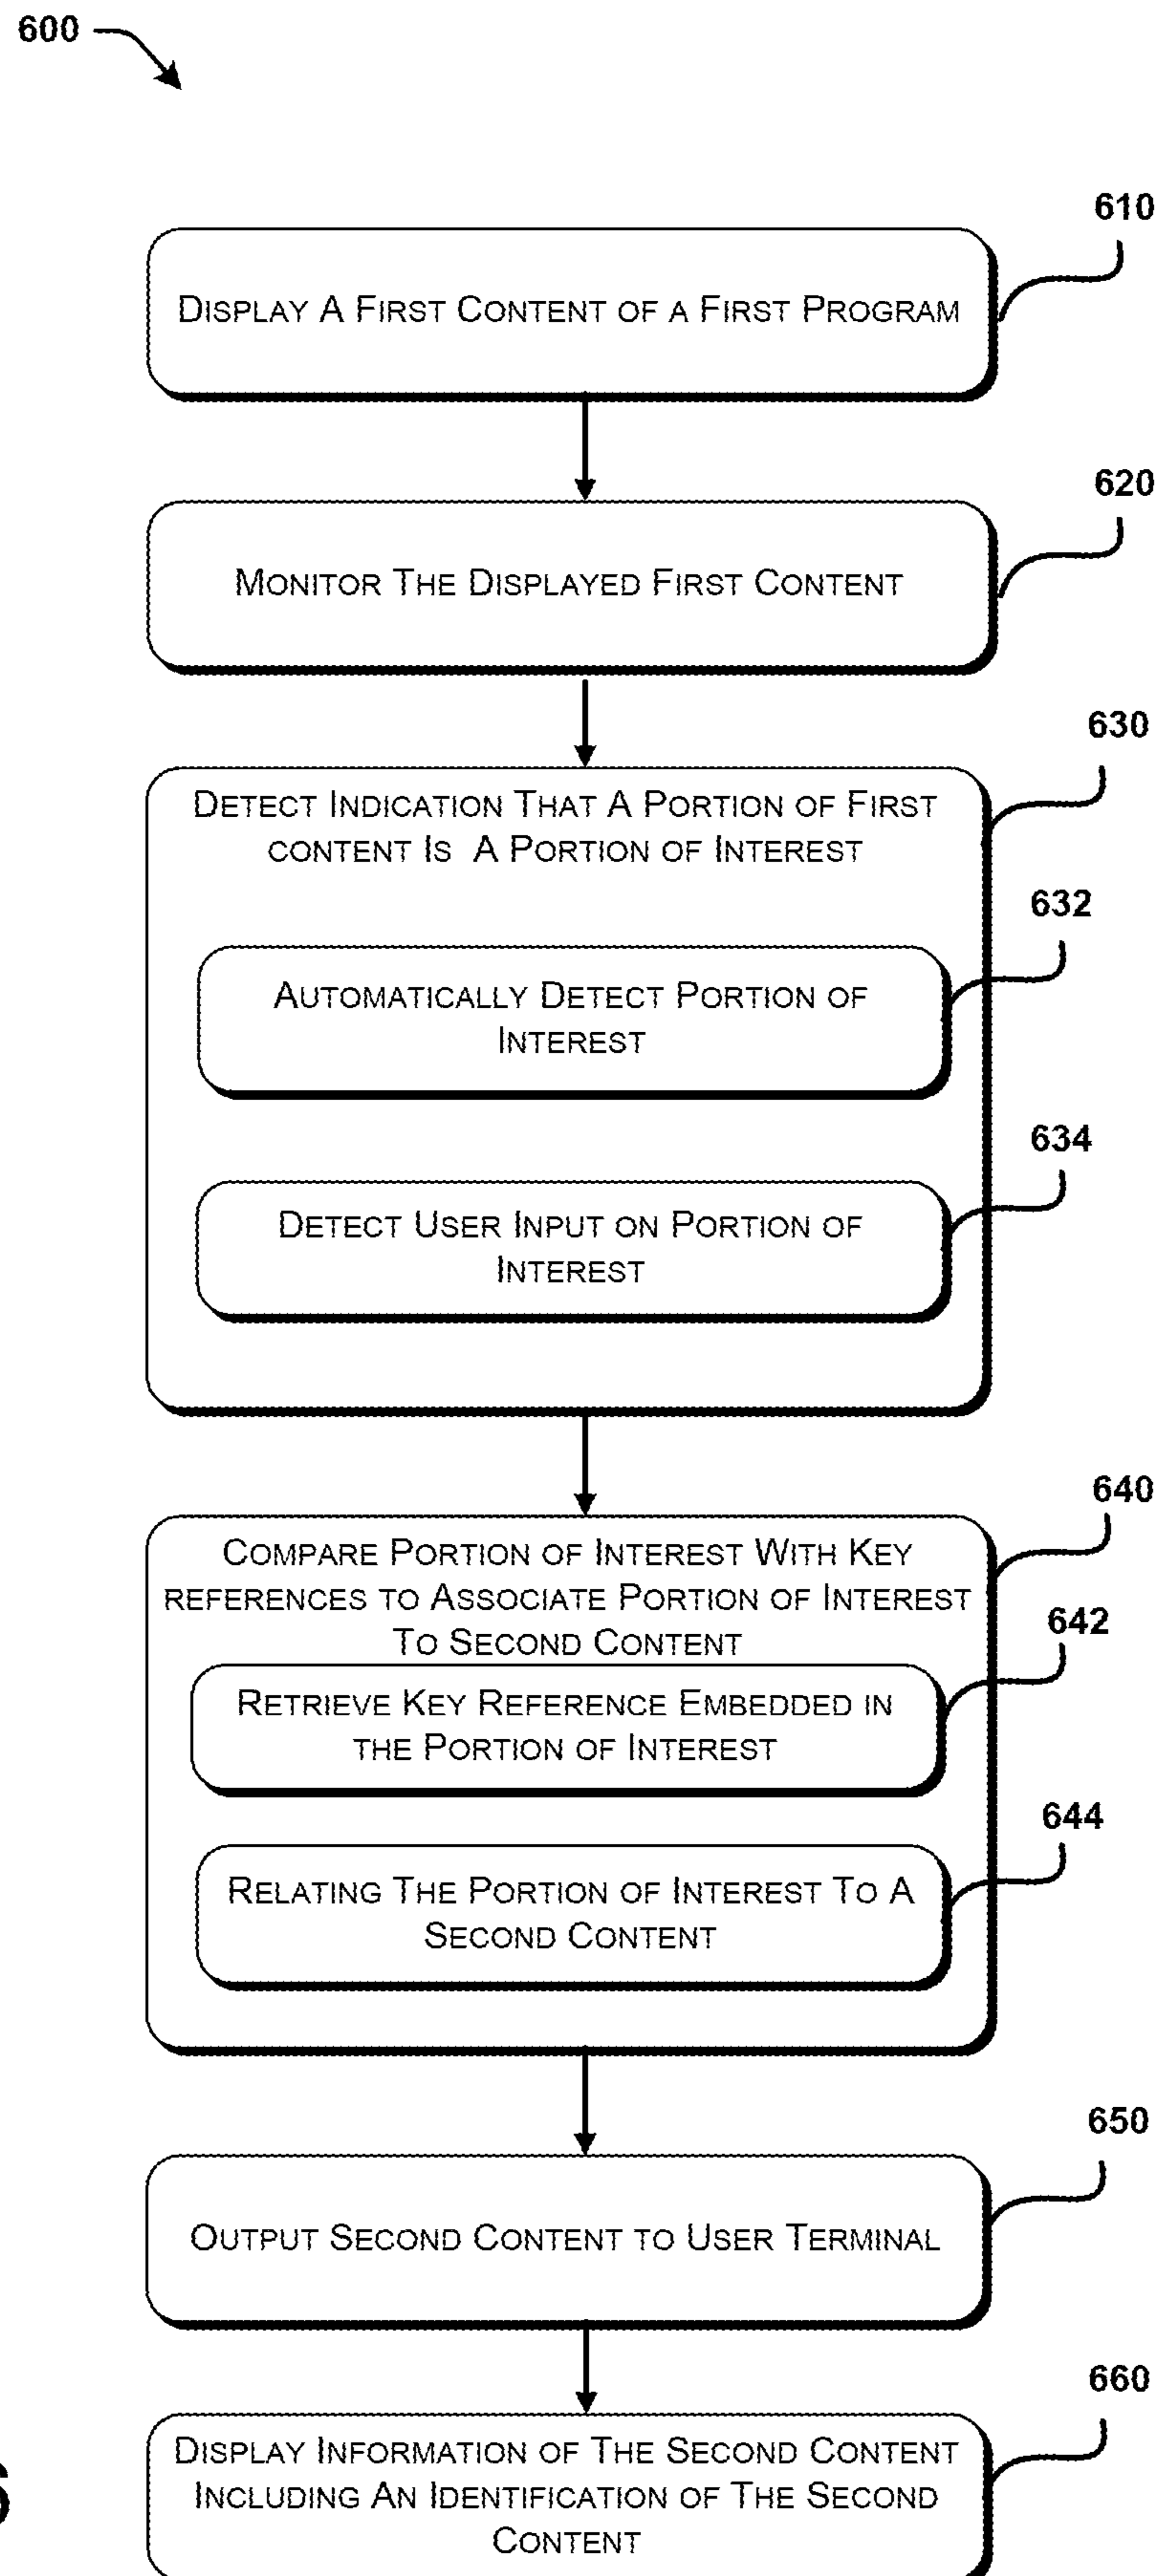 600
610
DISPLAY A FIRST CONTENT OF A FIRST PROGRAM
620
MONITOR THE DISPLAYED FIRST CONTENT
630
DETECT INDICATION THAT A PORTION OF FIRST
CONTENT IS A PORTION OF INTEREST
632
AUTOMATICALLY DETECT PORTION OF
INTEREST
634
DETECT USER INPUT ON PORTION OF
INTEREST
640
COMPARE PORTION OF INTEREST WITH KEY
REFERENCES TO ASSOCIATE PORTION OF INTEREST
TO SECOND CONTENT
642
RETRIEVE KEY REFERENCE EMBEDDED IN
THE PORTION OF INTEREST
644
RELATING THE PORTION OF INTEREST TO A
SECOND CONTENT
650
OUTPUT SECOND CONTENT TO USER TERMINAL
660
DISPLAY INFORMATION OF THE SECOND CONTENT
INCLUDING AN IDENTIFICATION OF THE SECOND
CONTENT